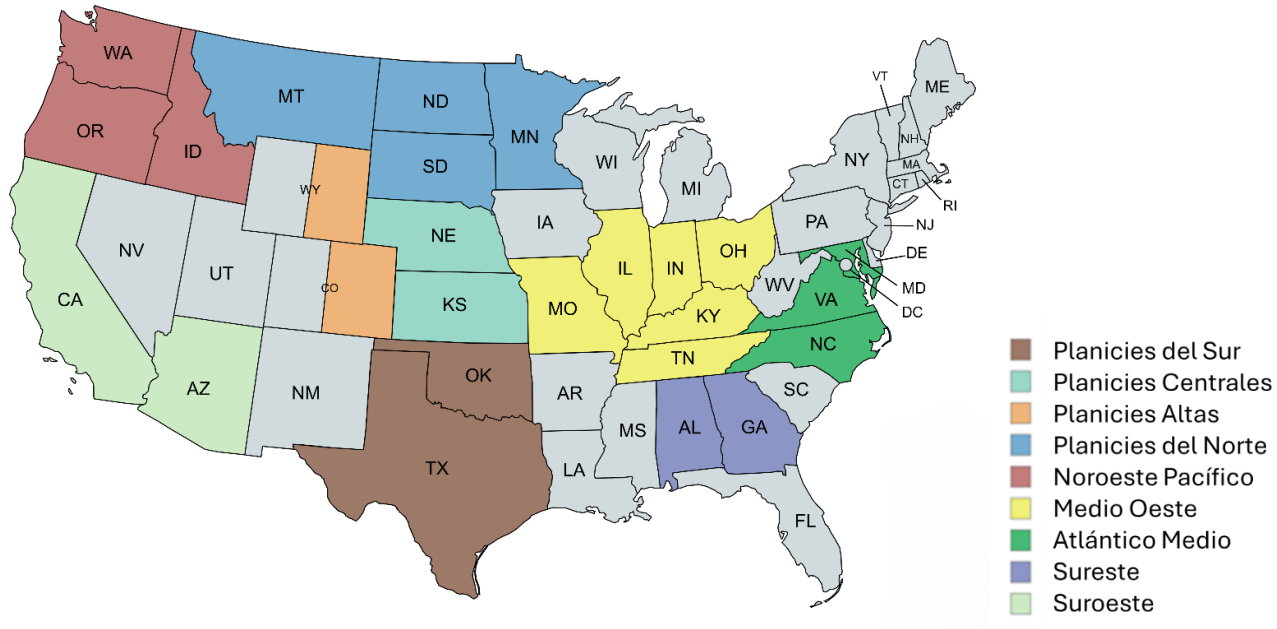 WA
MT
ND
MN
OR
ID
SD
WI
MI
VT
ME
NH
NY
MA
CT
RI
WY
NE
IA
PA
NJ
NV
UT
CO
KS
IL
IN
OH
WV
DE
MD
DC
CA
MO
KY
VA
AZ
NM
OK
AR
TN
NC
SC
TX
LA
MS
AL
GA
FL
Planicies del Sur
Planicies Centrales
Planicies Altas
Planicies del Norte
Noroeste Pacífico
Medio Oeste
Atlántico Medio
Sureste
Suroeste